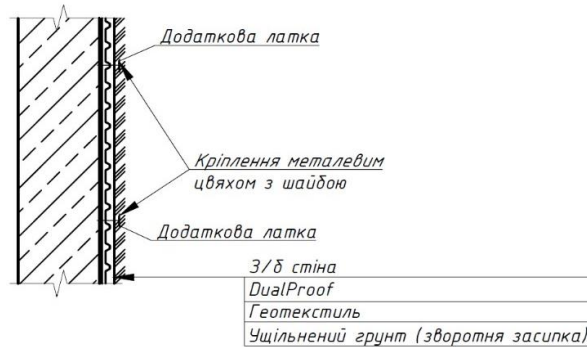 Додаткова латка
Кріплення металевим
цвяхом з шайбою
Додаткова латка
З/б стіна
DualProof
Геотекстиль
Ущільнений грунт (зворотня засипка)